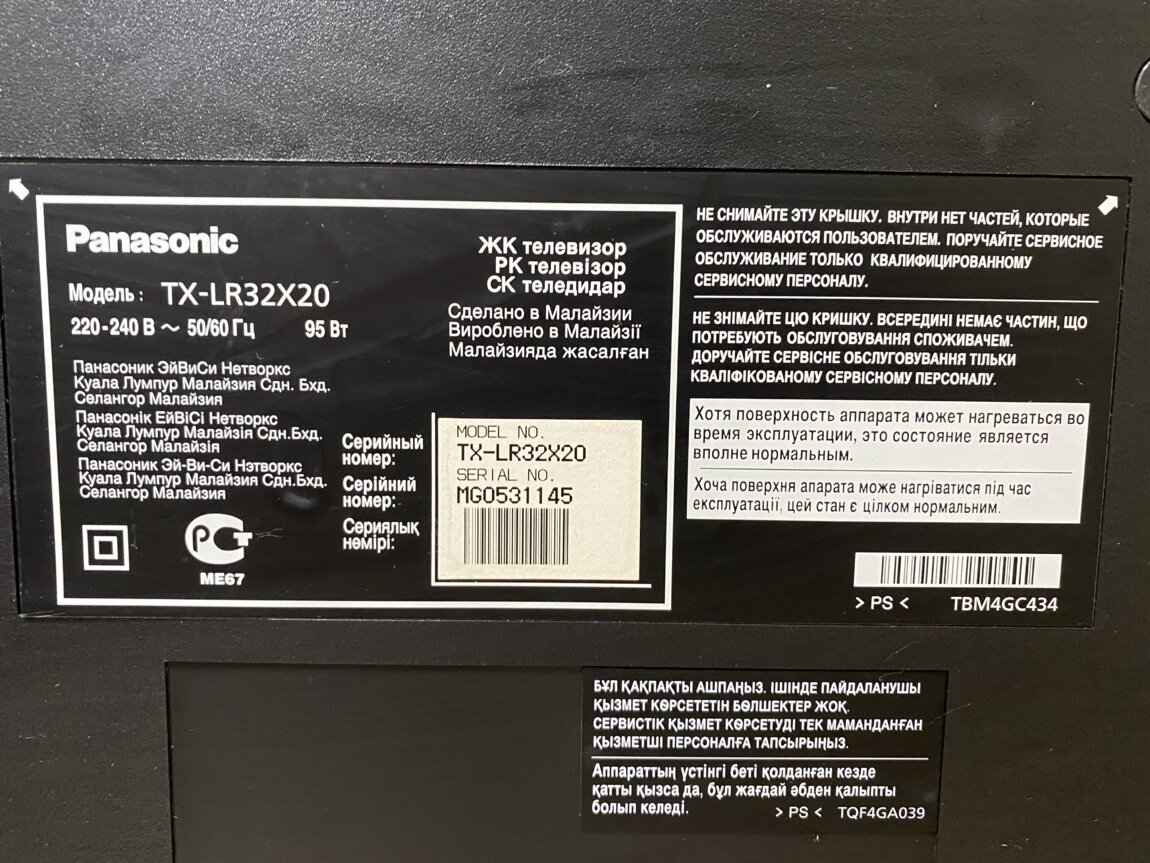 Panasonic
Модель: TX-LR32X20
220-240 В ~ 50/60 Гц 95 Вт
ЖК телевизор
РК телевізор
СК теледидар
Сделано в Малайзии
Вироблено в Малайзії
Малайзияда жасалған
Панасоник ЭйВиСи Нетворкс
Куала Лумпур Малайзия Сдн. Бхд.
Селангор Малайзия
Панасонік ЕйВіСі Нетворкс
Куала Лумпур Малайзія Сдн.Бхд.
Селангор Малайзія
Панасоник Эй-Ви-Си Нэтворкс
Куала Лумпур Малайзия Сдн.Бхд.
Селангор Малайзия
Серийный
номер:
Серійний
номер:
Сериялық
нөмірі:
MODEL NO.
TX-LR32X20
SERIAL NO.
MG0531145
РСТ
ME67
НЕ СНИМАЙТЕ ЭТУ КРЫШКУ. ВНУТРИ НЕТ ЧАСТЕЙ, КОТОРЫЕ
ОБСЛУЖИВАЮТСЯ ПОЛЬЗОВАТЕЛЕМ. ПОРУЧАЙТЕ СЕРВИСНОЕ
ОБСЛУЖИВАНИЕ ТОЛЬКО КВАЛИФИЦИРОВАННОМУ
СЕРВИСНОМУ ПЕРСОНАЛУ.
НЕ ЗНІМАЙТЕ ЦЮ КРИШКУ. ВСЕРЕДИНІ НЕМАЄ ЧАСТИН, ЩО
ПОТРЕБУЮТЬ ОБСЛУГОВУВАННЯ СПОЖИВАЧЕМ.
ДОРУЧАЙТЕ СЕРВІСНЕ ОБСЛУГОВУВАННЯ ТІЛЬКИ
КВАЛІФІКОВАНОМУ СЕРВІСНОМУ ПЕРСОНАЛУ.
Хотя поверхность аппарата может нагреваться во
время эксплуатации, это состояние является
вполне нормальным.
Хоча поверхня апарата може нагріватися під час
експлуатації, цей стан є цілком нормальним.
> PS < TBM4GC434
БҰЛ ҚАҚПАҚТЫ АШПАҢЫЗ. ІШІНДЕ ПАЙДАЛАНУШЫ
ҚЫЗМЕТ КӨРСЕТЕТІН БӨЛШЕКТЕР ЖОҚ.
СЕРВИСТІК ҚЫЗМЕТ КӨРСЕТУДІ ТЕК МАМАНДАНҒАН
ҚЫЗМЕТШІ ПЕРСОНАЛҒА ТАПСЫРЫҢЫЗ.
Аппараттың үстіңгі беті қолданған кезде
қатты қызса да, бұл жағдай әбден қалыпты
болып келеді.
> PS < TQF4GA039